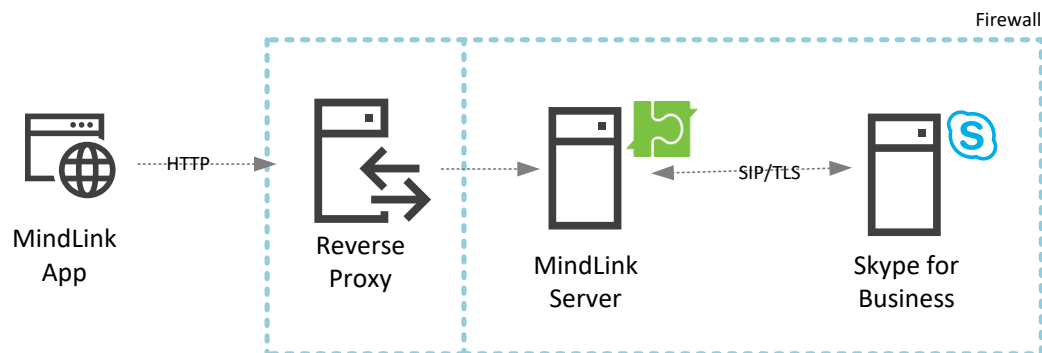 Firewall
HTTP
SIP/TLS
MindLink
App
Reverse
Proxy
MindLink
Server
Skype for
Business
S